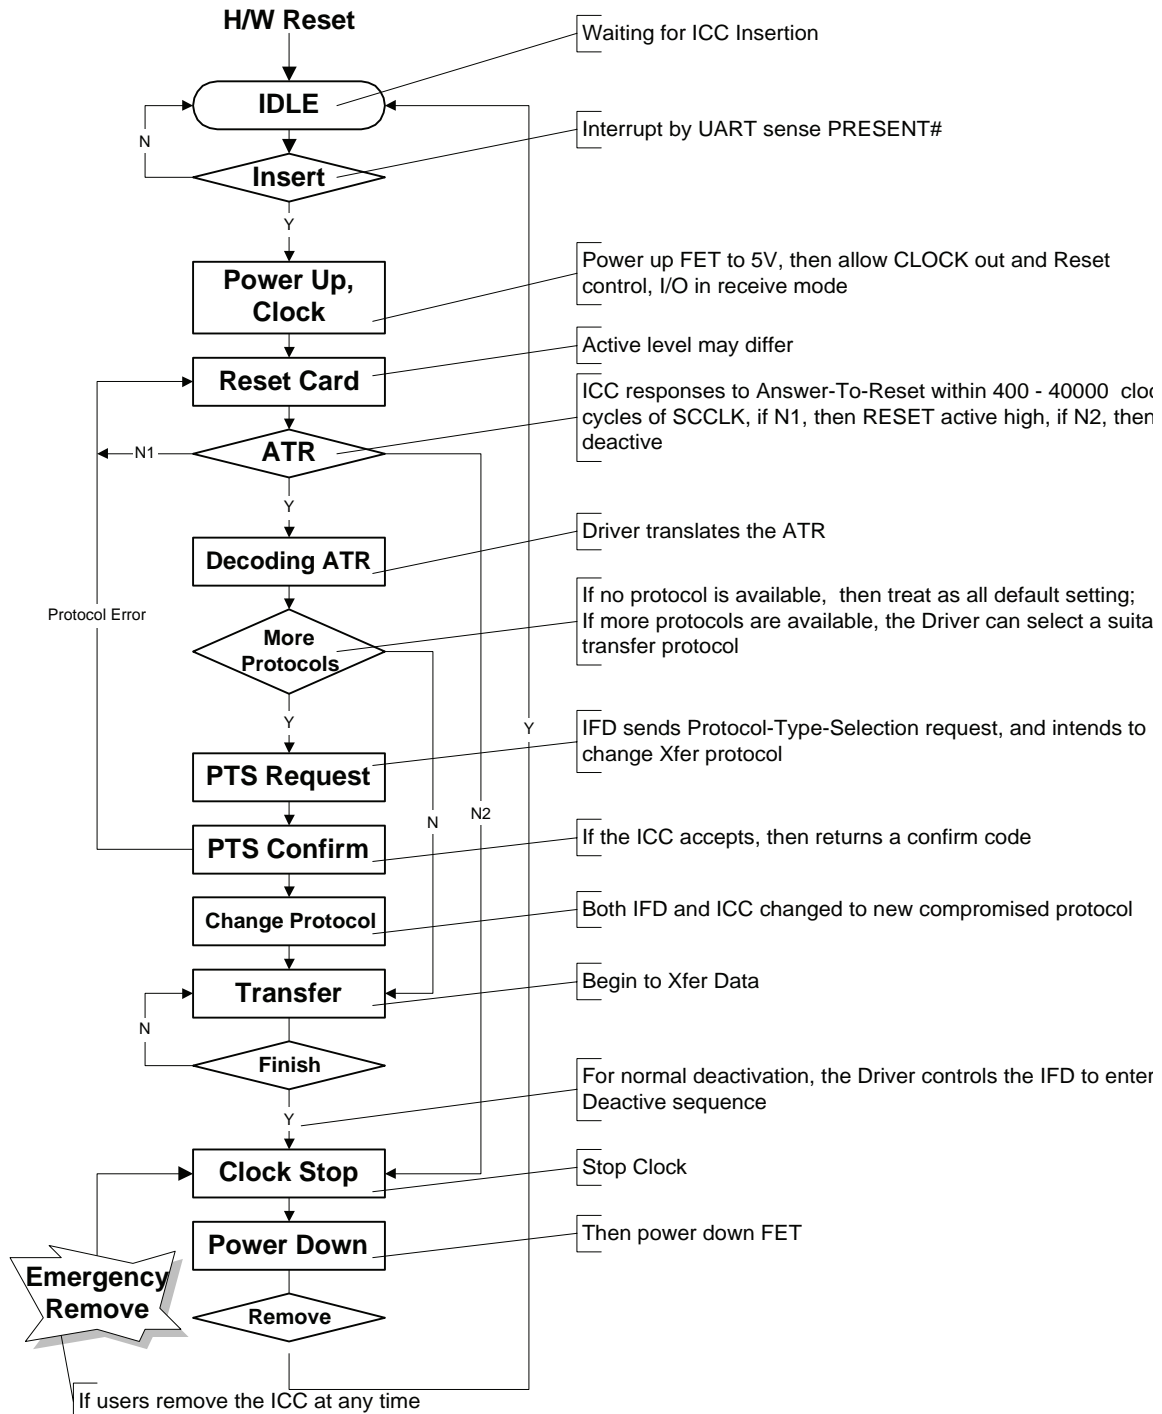 H/W Reset
Waiting for ICC Insertion
IDLE
N
Interrupt by UART sense PRESENT#
Insert
Y
Power Up,
Clock
Power up FET to 5V, then allow CLOCK out and Reset
control, I/O in receive mode
Active level may differ
Reset Card
ICC responses to Answer-To-Reset within 400 - 40000
cycles of SCCLK, if N1, then RESET active high, if N2, then
deactive
N1
ATR
Y
Driver translates the ATR
Decoding ATR
Protocol Error
If no protocol is available, then treat as all default setting;
If more protocols are available, the Driver can select a
transfer protocol
More
Protocols
Y
Y
IFD sends Protocol-Type-Selection request, and intends to
change Xfer protocol
PTS Request
N
N2
PTS Confirm
If the ICC accepts, then returns a confirm code
Change Protocol
Both IFD and ICC changed to new compromised protocol
Transfer
Begin to Xfer Data
N
Finish
For normal deactivation, the Driver controls the IFD to enter
Deactive sequence
Y
Clock Stop
Stop Clock
Power Down
Then power down FET
Emergency
Remove
Remove
If users remove the ICC at any time